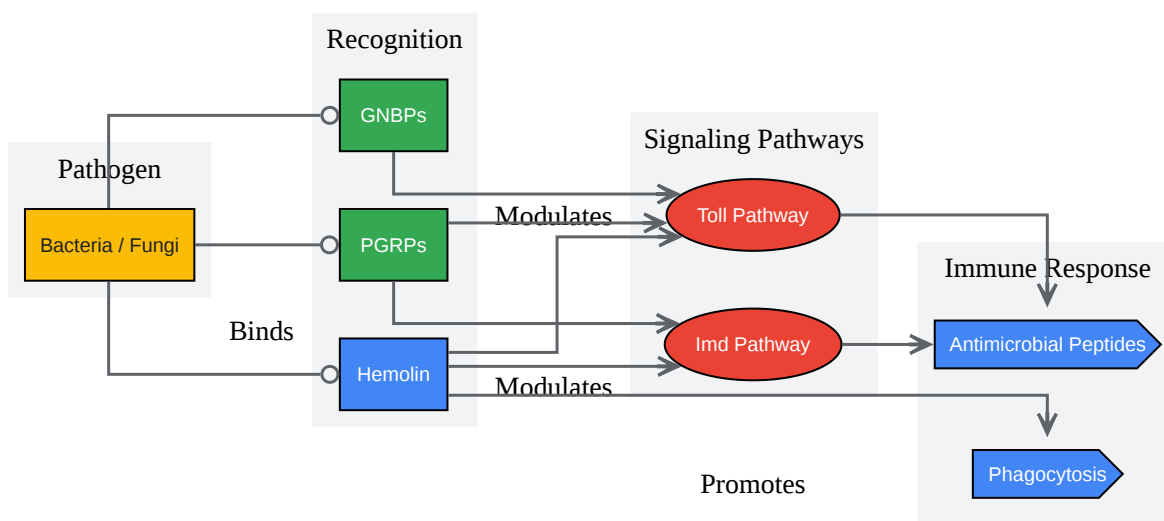 Recognition
GNBPs
Pathogen
Bacteria / Fungi
PGRPs
Binds
Hemolin
Signaling Pathways
Toll Pathway
Modulates
Imd Pathway
Modulates
Promotes
Immune Response
Antimicrobial Peptides
Phagocytosis